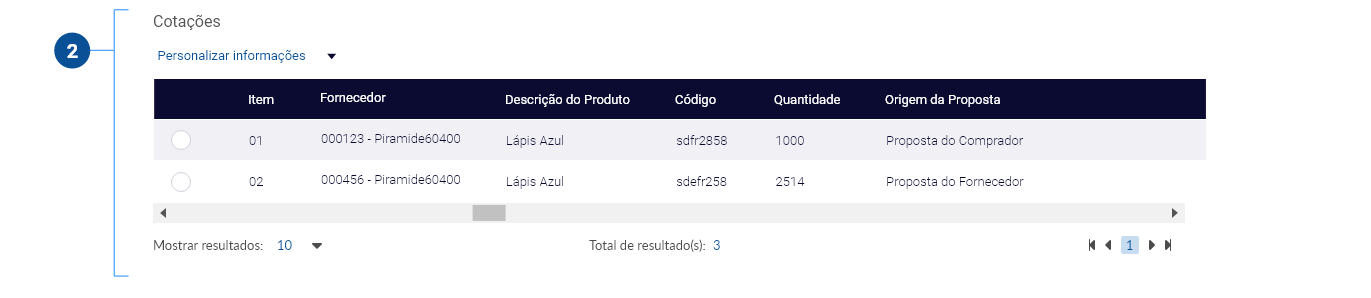 Cotações
2
Personalizar informações
Item Fornecedor Descrição do Produto Código Quantidade Origem da Proposta
01 000123 - Piramide60400 Lápis Azul sdfr2858 1000 Proposta do Comprador
02 000456 - Piramide60400 Lápis Azul sdefr258 2514 Proposta do Fornecedor
Mostrar resultados: 10 Total de resultado(s): 3 1